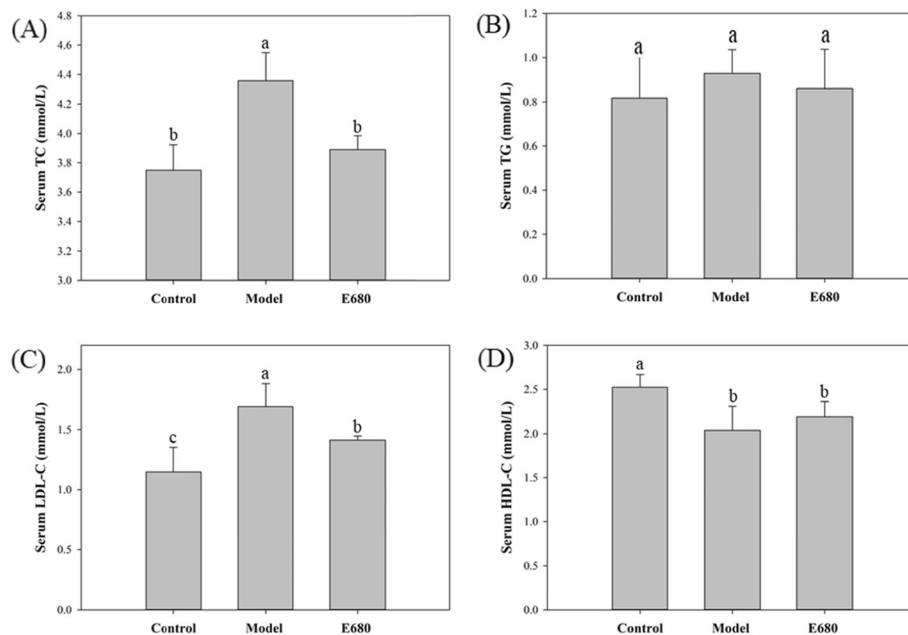 (A)
Serum TC (mmol/L)
4.8
4.6
4.4
4.2
4.0
3.8
3.6
3.4
3.2
3.0
b
a
b
Control Model E680
(B)
Serum TG (mmol/L)
1.2
1.0
0.8
0.6
0.4
0.2
0.0
a
a
a
Control Model E680
(C)
Serum LDL-C (mmol/L)
2.0
1.5
1.0
0.5
0.0
c
a
b
Control Model E680
(D)
Serum HDL-C (mmol/L)
3.0
2.5
2.0
1.5
1.0
0.5
0.0
a
b
b
Control Model E680